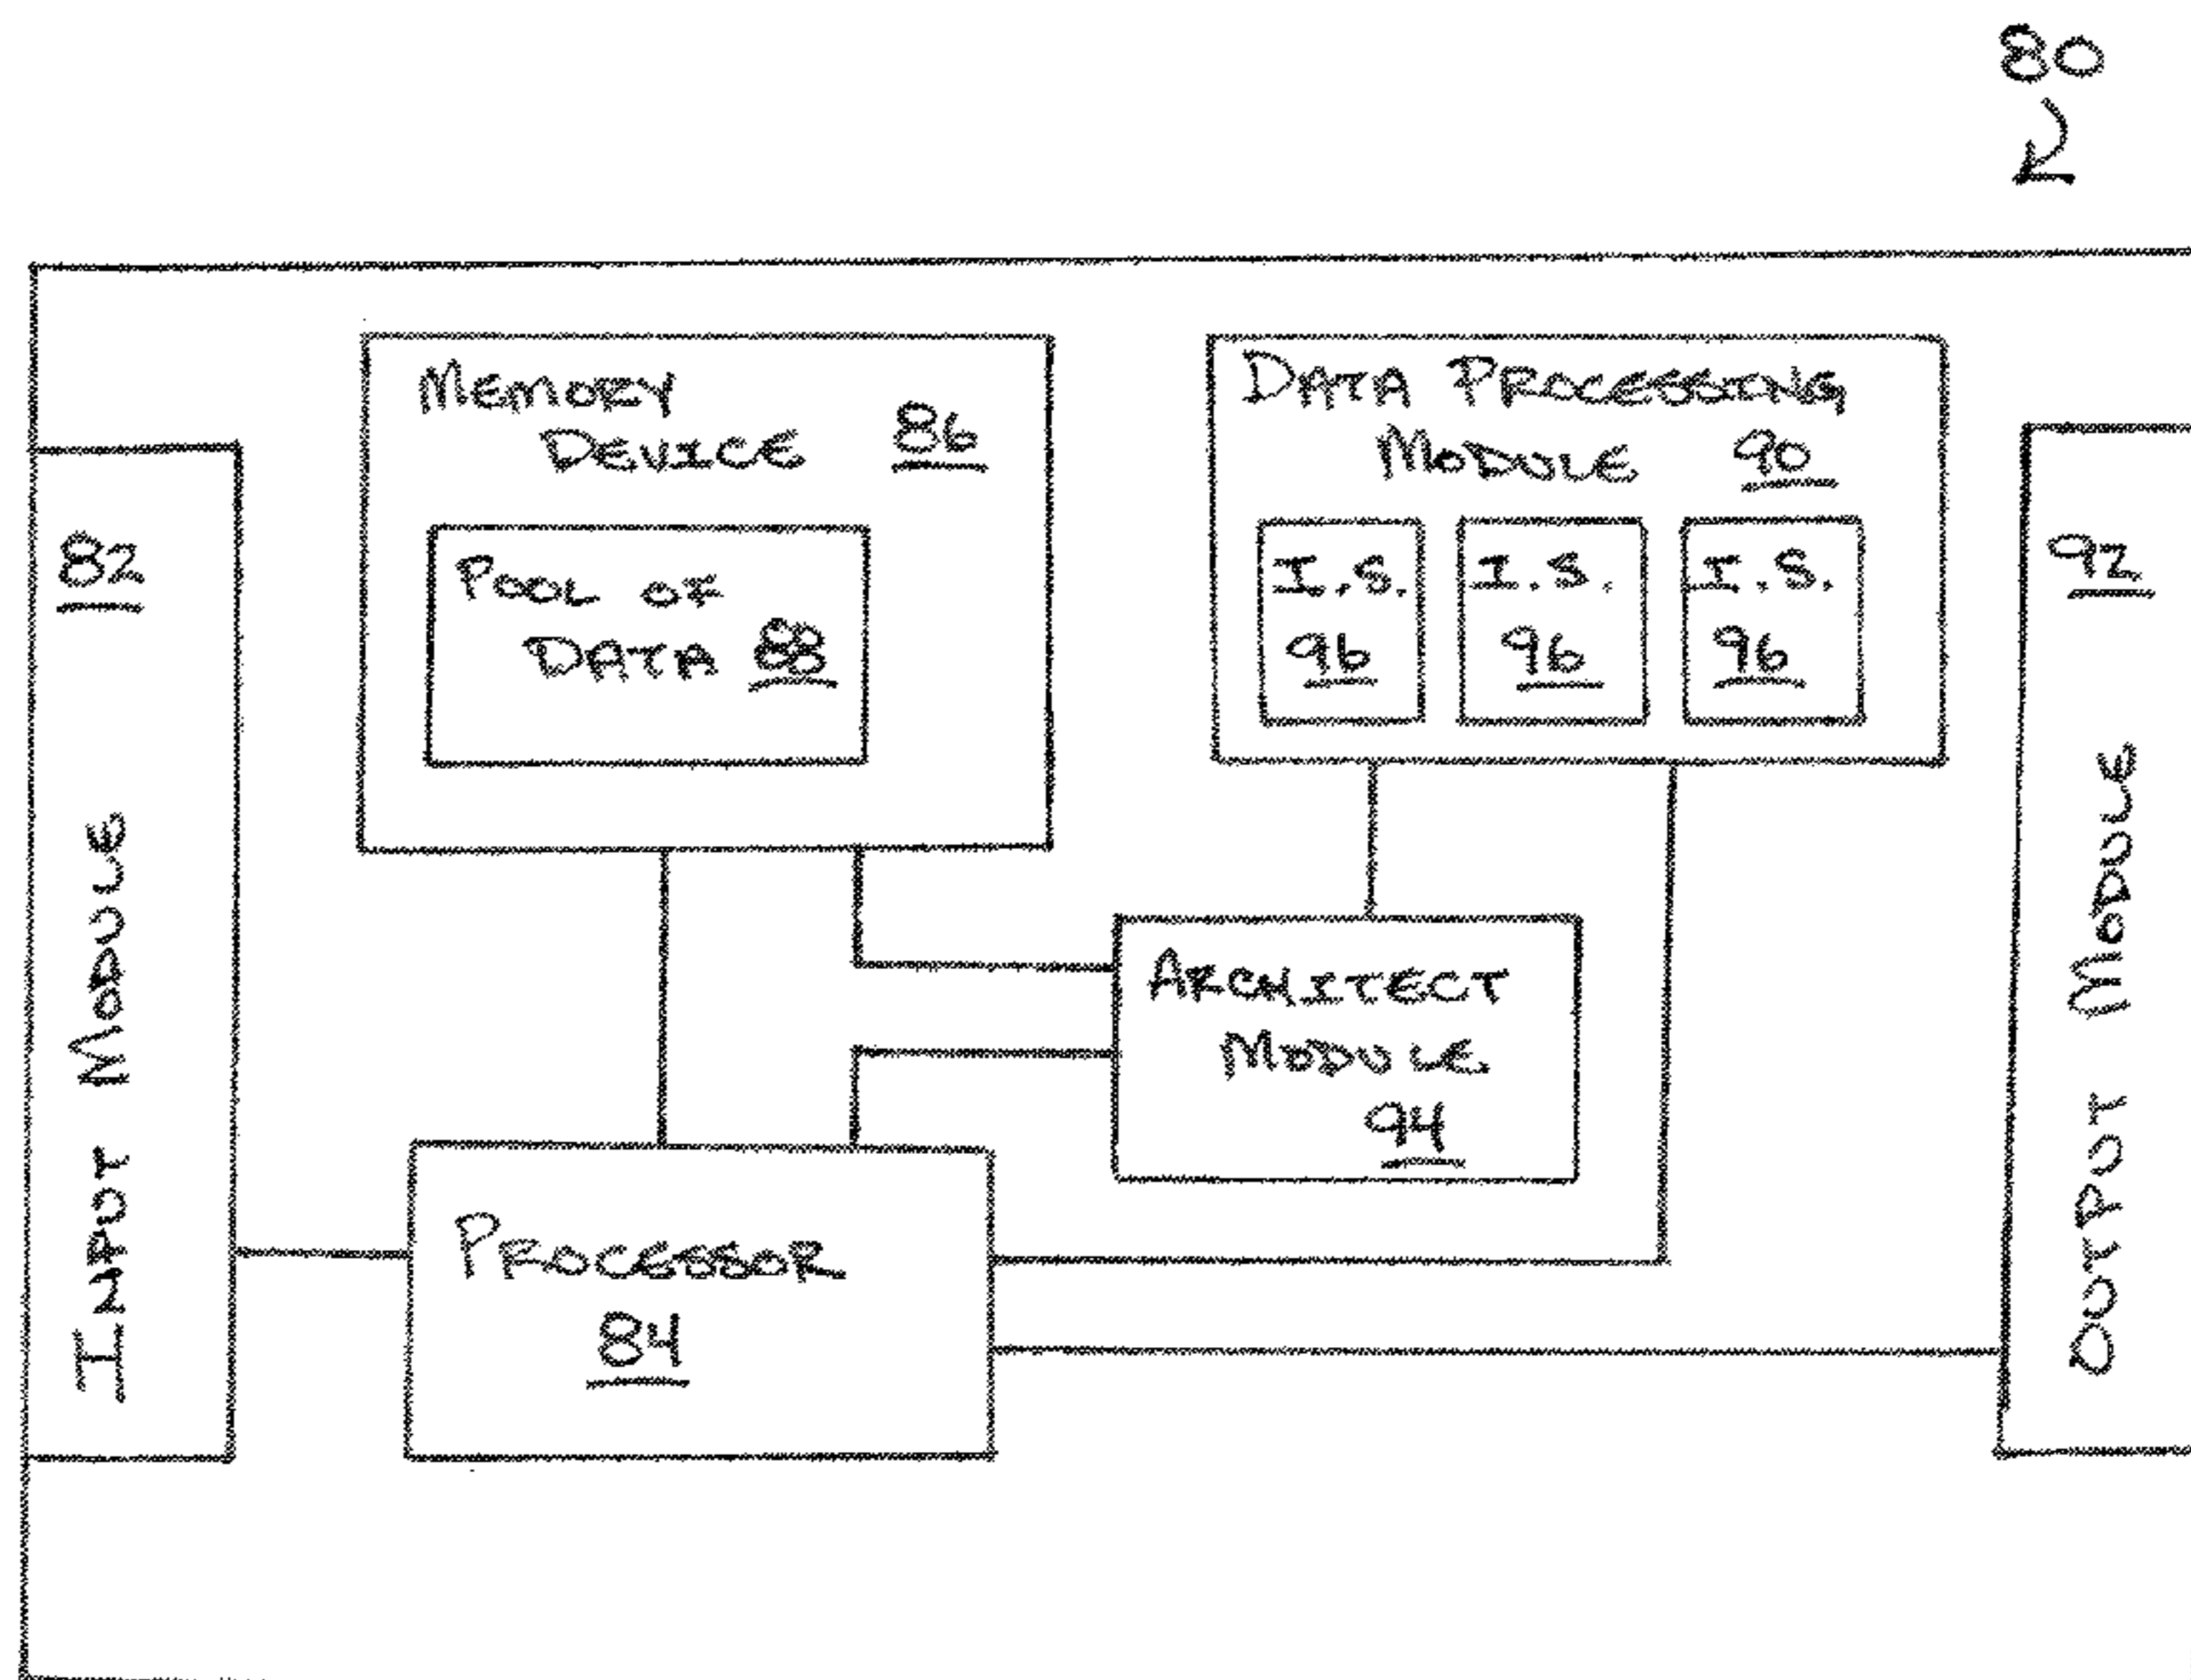 80
MEMORY
DEVICE 86
POOL OF
DATA 88
DATA PROCESSING
MODULE 90
I.S. I.S. I.S.
96 96 96
82
INPUT MODULE
92
OUTPUT MODULE
ARCHITECT
MODULE
94
PROCESSOR
84